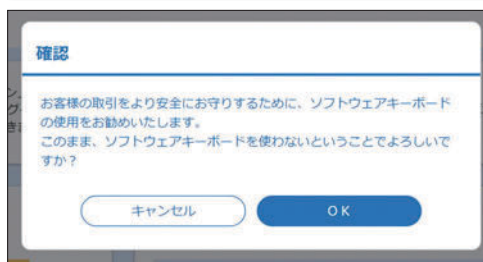 確認
お客様の取引をより安全にお守りするために、ソフトウェアキーボード
の使用をお勧めいたします。
このまま、ソフトウェアキーボードを使わないということでよろしいで
すか？
キャンセル
OK